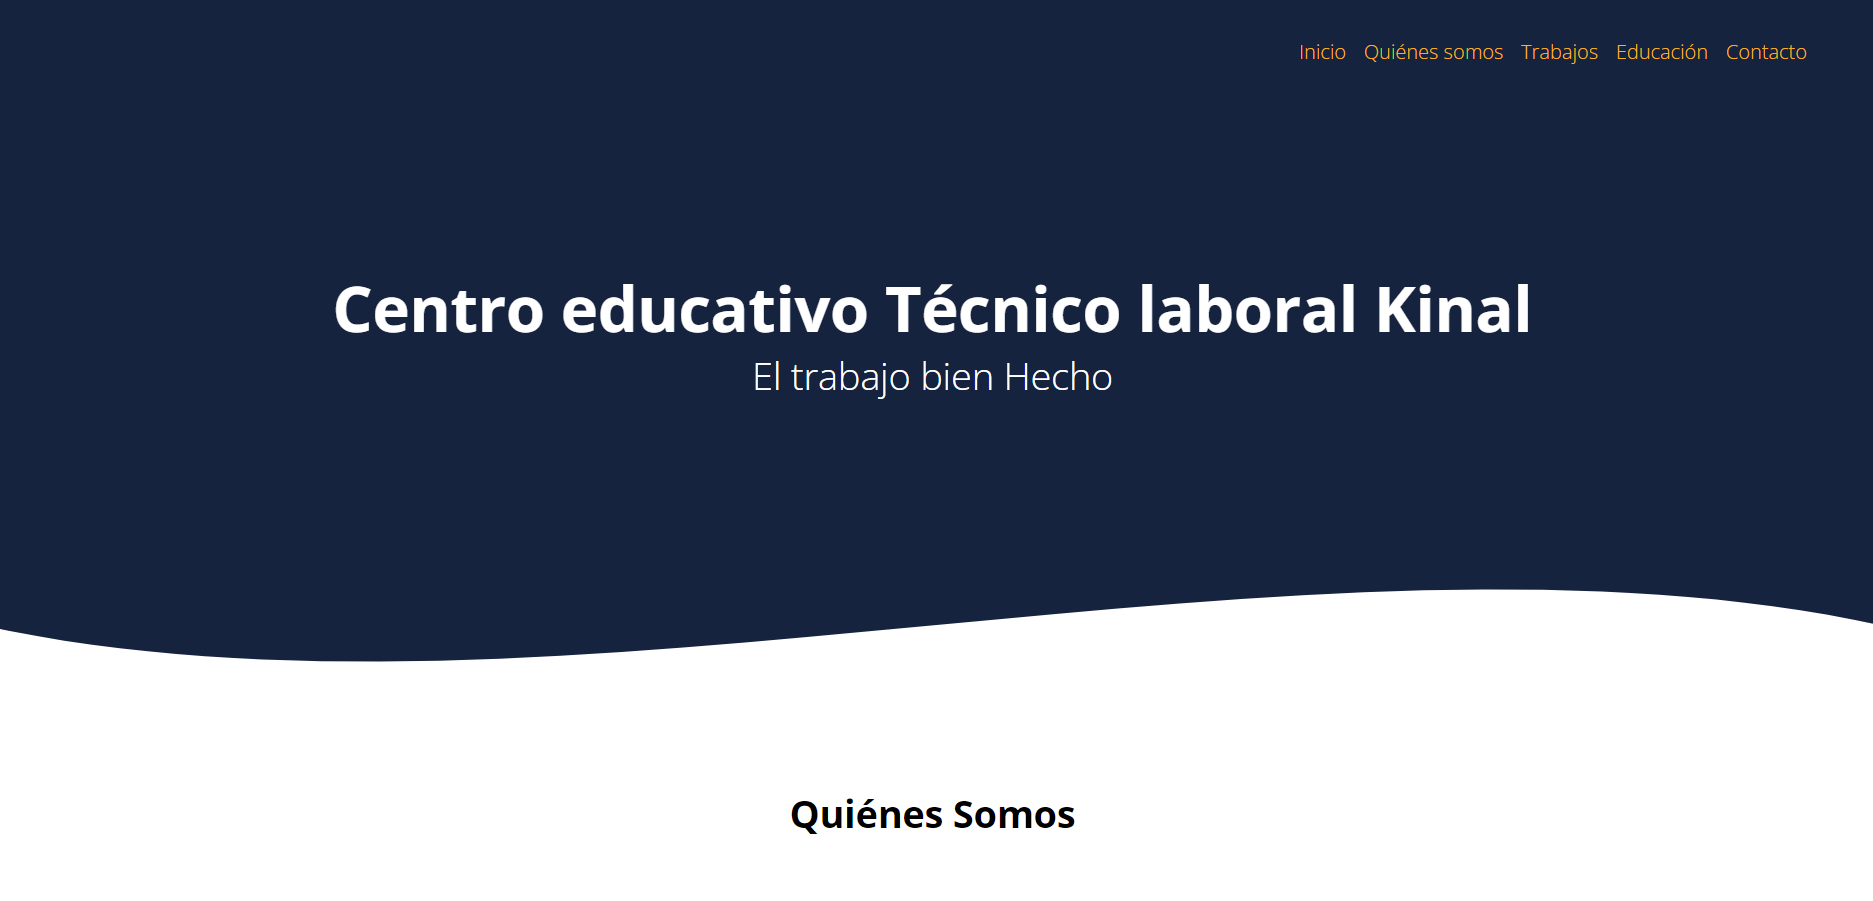 Inicio Quiénes somos Trabajos Educación Contacto
Centro educativo Técnico laboral Kinal
El trabajo bien Hecho
Quiénes Somos